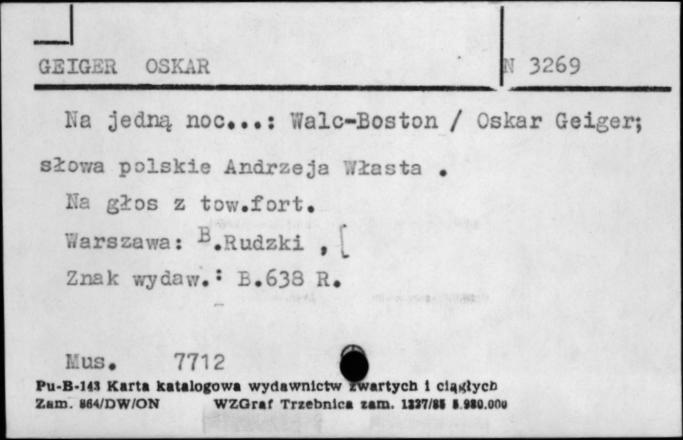 GEIGER OSKAR N 3269
Na jedną noc...: Walc-Boston / Oskar Geiger;
słowa polskie Andrzeja Własta .
Na głos z tow.fort.
Warszawa: B.Rudzki , [
Znak wydaw.: B.638 R.
Mus. 7712
Pu-B-143 Karta katalogowa wydawnictw zwartych i ciągłych
Zam. 864/DW/ON WZGraf Trzebnica zam. 1237/85 5.980.000